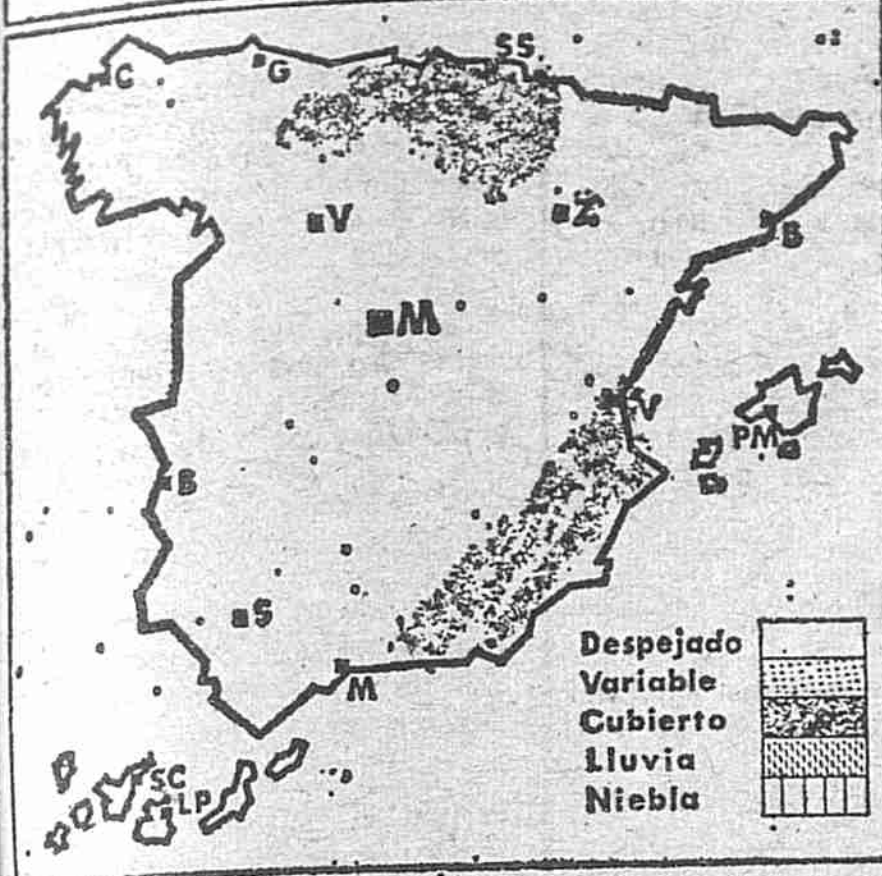 SS
C
G
V
Z
B
M
V
PM
B
S
M
SC
LP
Despejado
Variable
Cubierto
Lluvia
Niebla